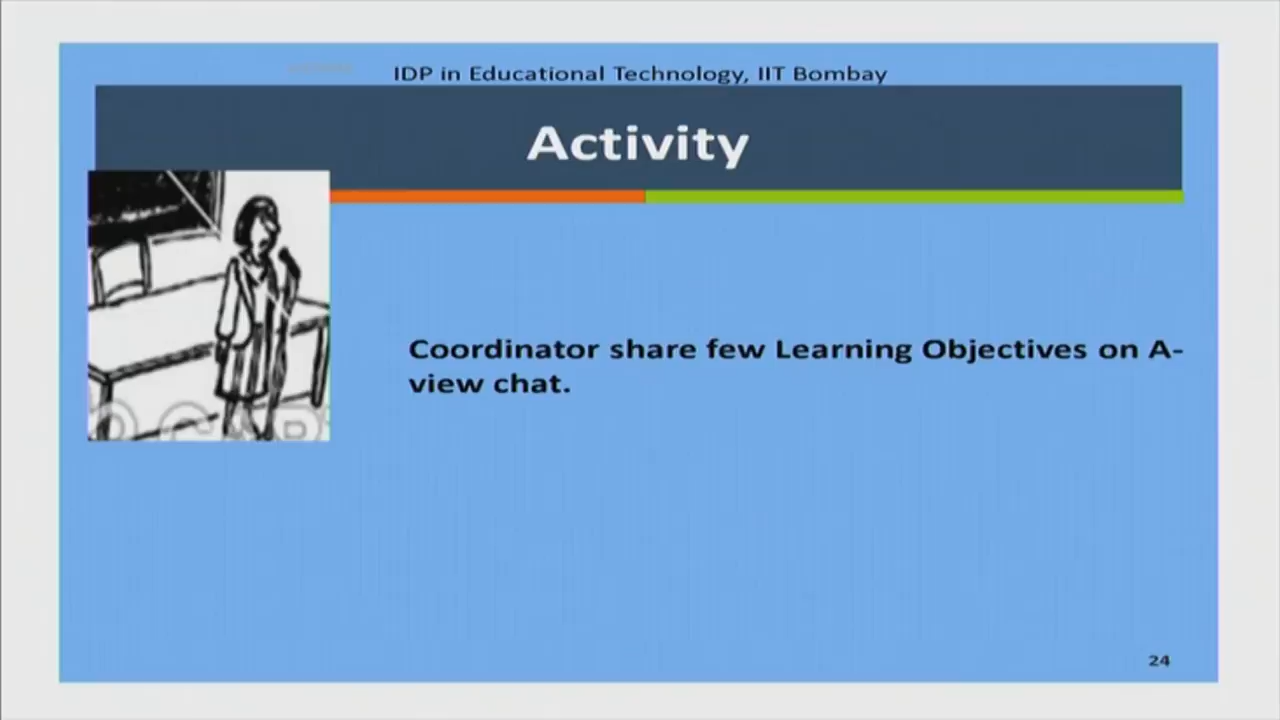 IDP in Educational Technology, IIT Bombay
Activity
Coordinator share few Learning Objectives on A-
view chat.
24